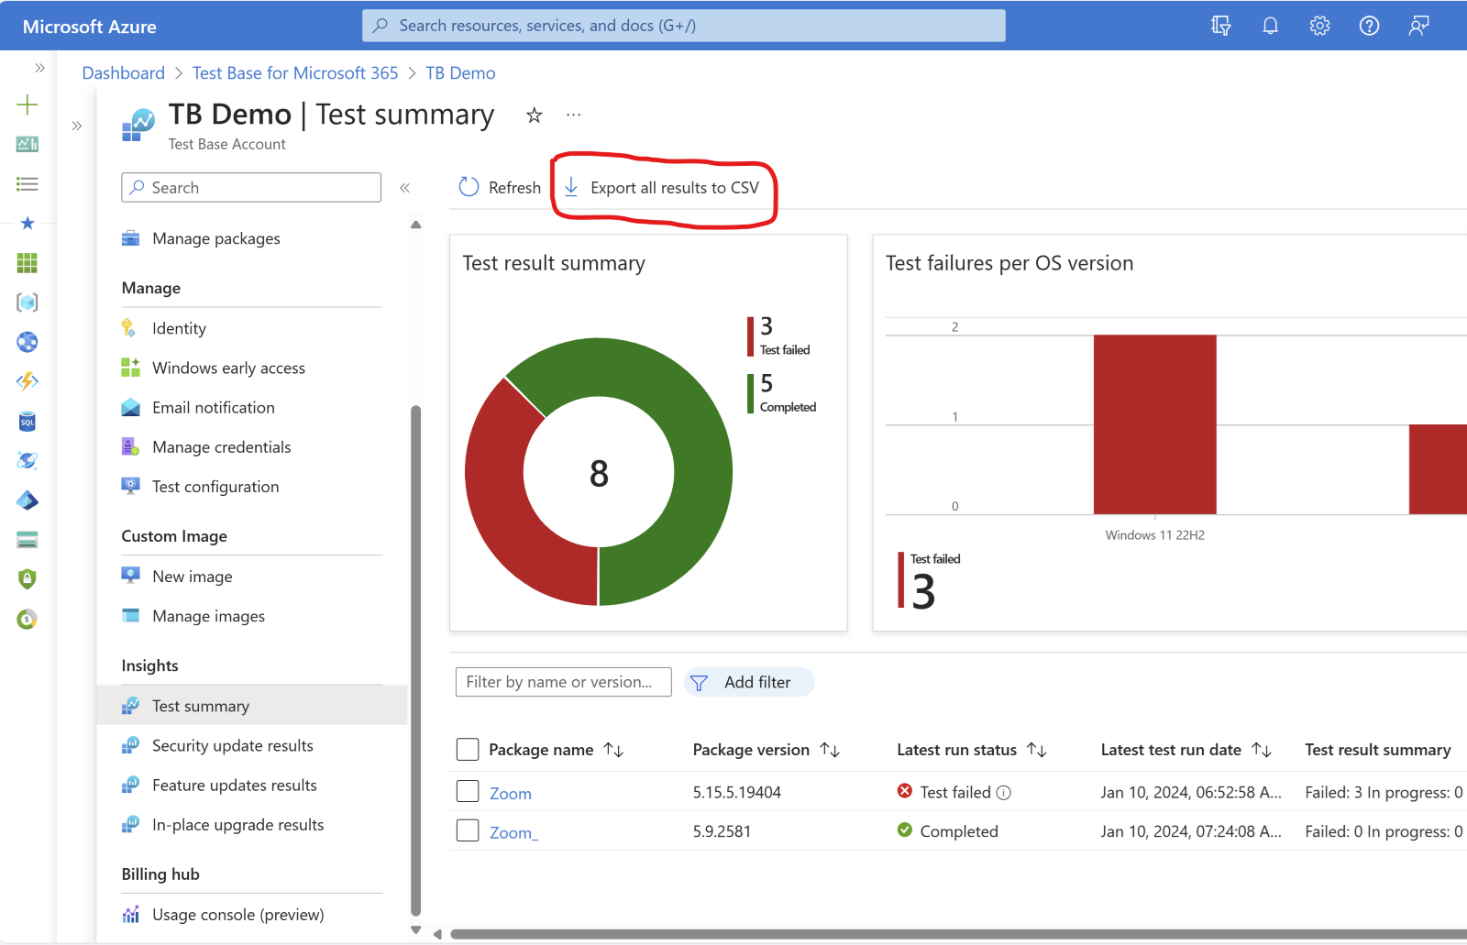 Microsoft Azure
Search resources, services, and docs (G+/)
Dashboard > Test Base for Microsoft 365 > TB Demo
TB Demo | Test summary
Test Base Account
Search
Refresh
Export all results to CSV
Manage packages
Manage
Identity
Windows early access
Email notification
Manage credentials
Test configuration
Custom Image
New image
Manage images
Insights
Test summary
Security update results
Feature updates results
In-place upgrade results
Billing hub
Usage console (preview)
Test result summary
3
Test failed
5
Completed
8
Test failures per OS version
2
1
0
Windows 11 22H2
Test failed
3
Filter by name or version...
Add filter
Package name Package version Latest run status Latest test run date Test result summary
Zoom 5.15.5.19404 Test failed Jan 10, 2024, 06:52:58 A... Failed: 3 In progress: 0
Zoom_ 5.9.2581 Completed Jan 10, 2024, 07:24:08 A... Failed: 0 In progress: 0